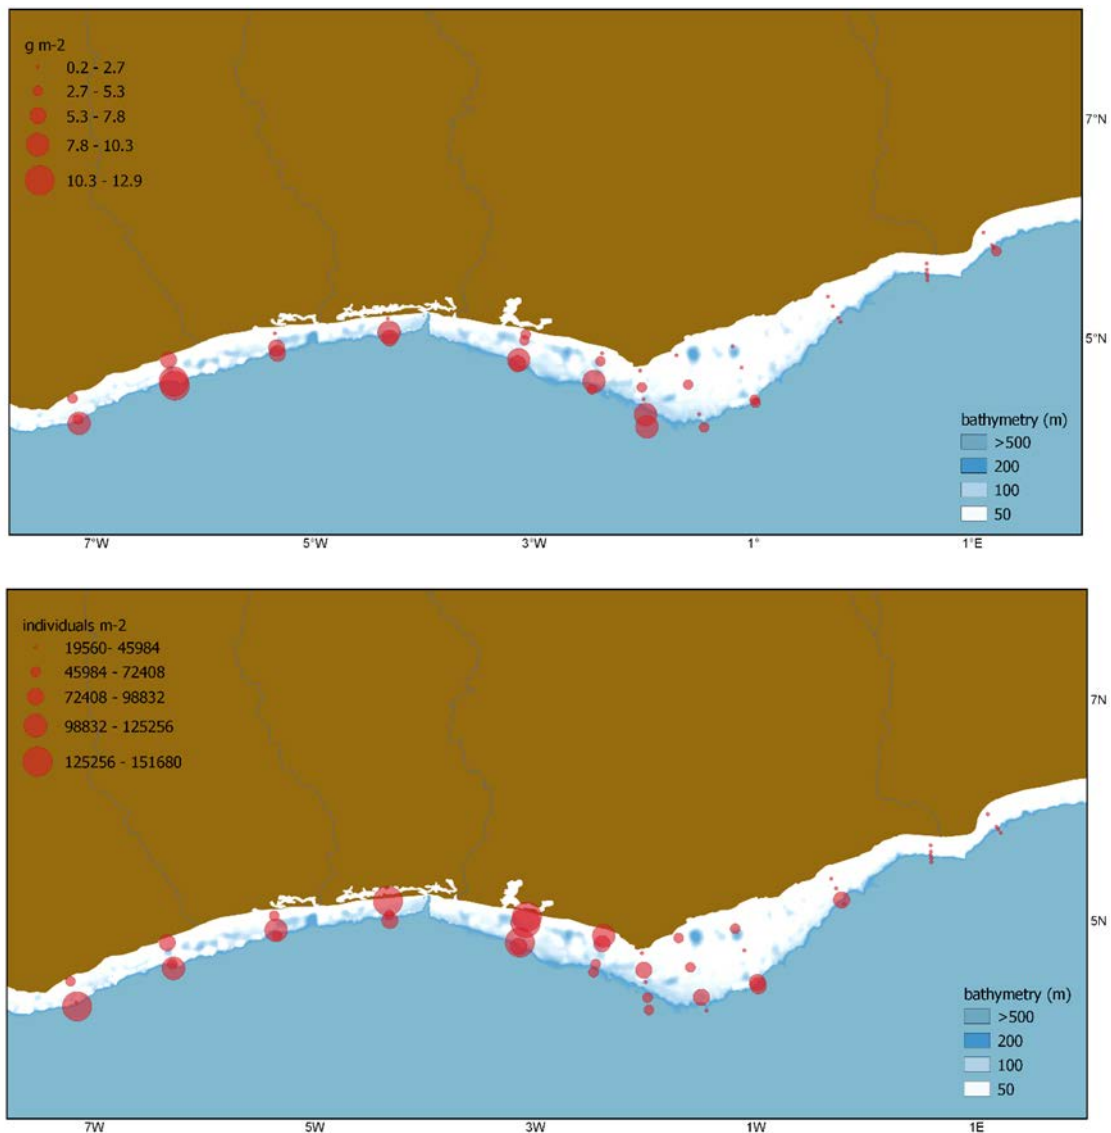 g m-2
0.2 - 2.7
2.7 - 5.3
5.3 - 7.8
7.8 - 10.3
10.3 - 12.9
7°N
5°N
bathymetry (m)
>500
200
100
50
7°W
5°W
3°W
1°
1°E
individuals m-2
19560- 45984
45984 - 72408
72408 - 98832
98832 - 125256
125256 - 151680
7N
5N
bathymetry (m)
>500
200
100
50
7W
5W
3W
1W
1E